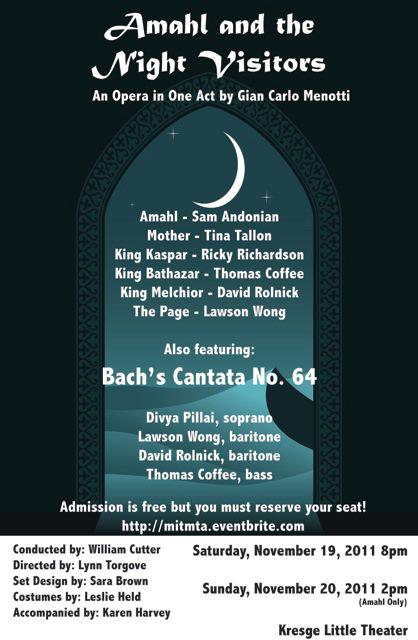 Amahl and the
Night Visitors
An Opera in One Act by Gian Carlo Menotti
Amahl - Sam Andonian
Mother - Tina Tallon
King Kaspar - Ricky Richardson
King Bathazar - Thomas Coffee
King Melchior - David Rolnick
The Page - Lawson Wong
Also featuring:
Bach's Cantata No. 64
Divya Pillai, soprano
Lawson Wong, baritone
David Rolnick, baritone
Thomas Coffee, bass
Admission is free but you must reserve your seat!
http://mitmta.eventbrite.com
Conducted by: William Cutter
Directed by: Lynn Torgove
Set Design by: Sara Brown
Costumes by: Leslie Held
Accompanied by: Karen Harvey
Saturday, November 19, 2011 8pm
Sunday, November 20, 2011 2pm
(Amahl Only)
Kresge Little Theater